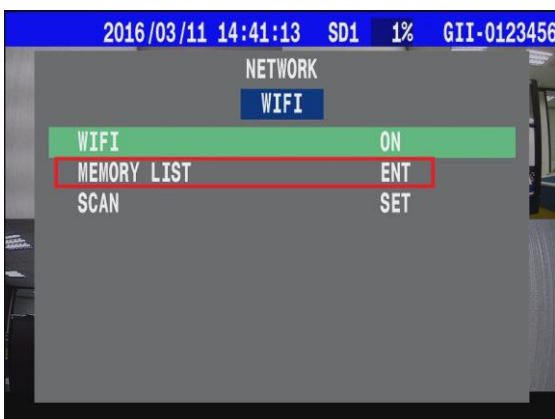 2016/03/11 14:41:13 SD1 1% GII-0123456
NETWORK
WIFI
WIFI ON
MEMORY LIST ENT
SCAN SET